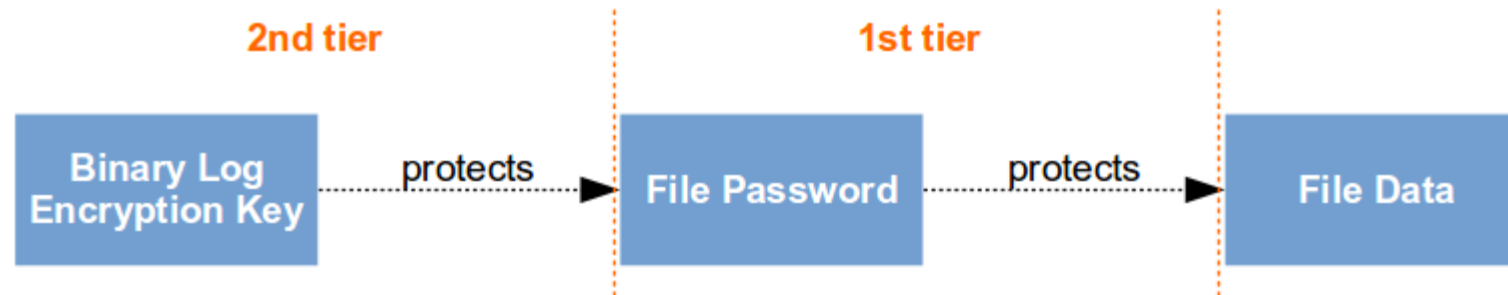 2nd tier
1st tier
Binary Log
Encryption Key
protects
File Password
protects
File Data